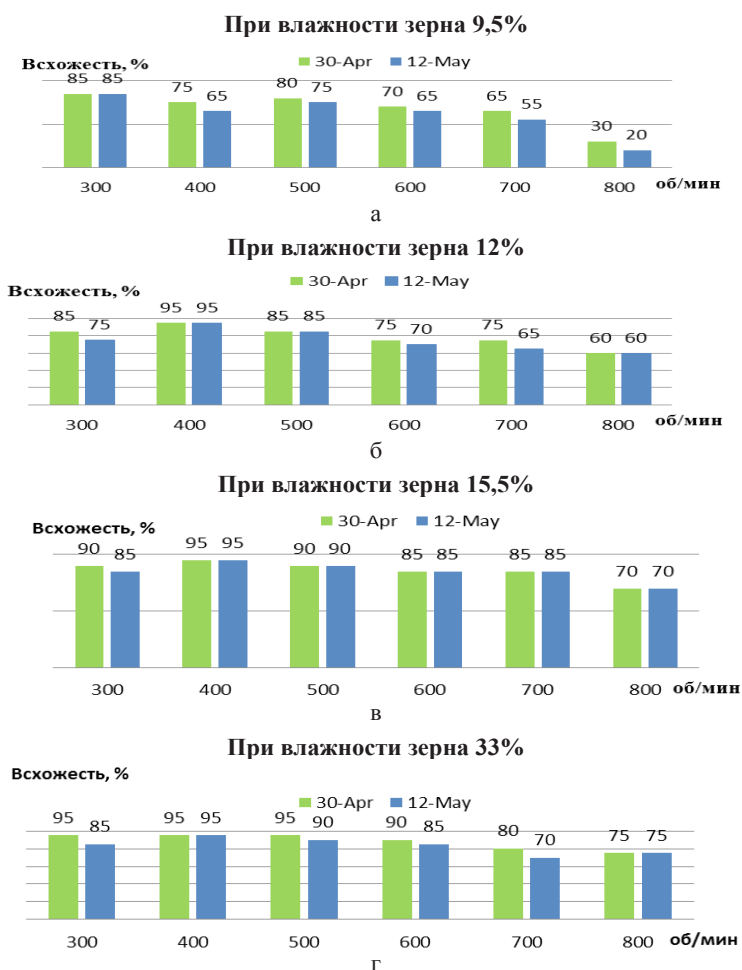 При влажности зерна 9,5%
Всхожесть, %
30-Apr 12-May
85 85 75 65 80 75 70 65 65 55 30 20
300 400 500 600 700 800 об/мин
а
При влажности зерна 12%
Всхожесть, %
30-Apr 12-May
85 75 95 95 85 85 75 70 75 65 60 60
300 400 500 600 700 800 об/мин
б
При влажности зерна 15,5%
Всхожесть, %
30-Apr 12-May
90 85 95 95 90 90 85 85 85 85 70 70
300 400 500 600 700 800 об/мин
в
При влажности зерна 33%
Всхожесть, %
30-Apr 12-May
95 85 95 95 95 90 90 85 80 70 75 75
300 400 500 600 700 800 об/мин
г